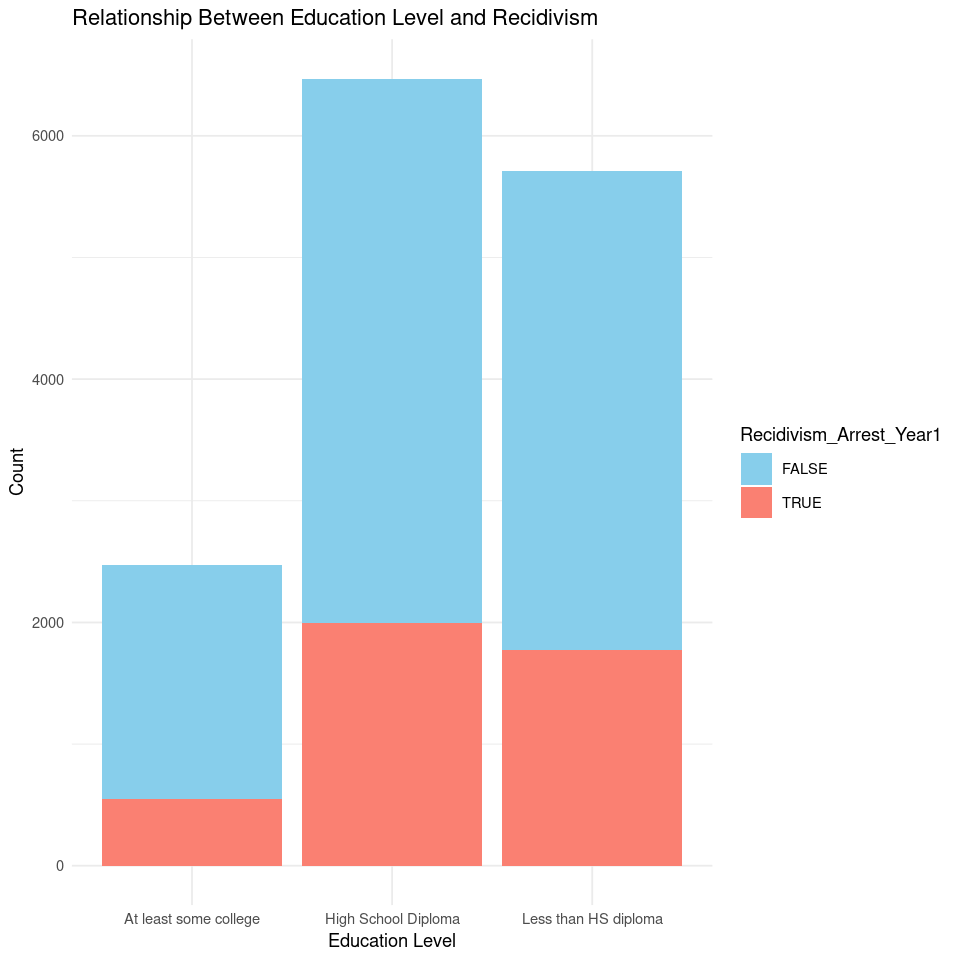 Relationship Between Education Level and Recidivism
6000
4000
2000
0
Count
At least some college
High School Diploma
Less than HS diploma
Education Level
Recidivism_Arrest_Year1
FALSE
TRUE